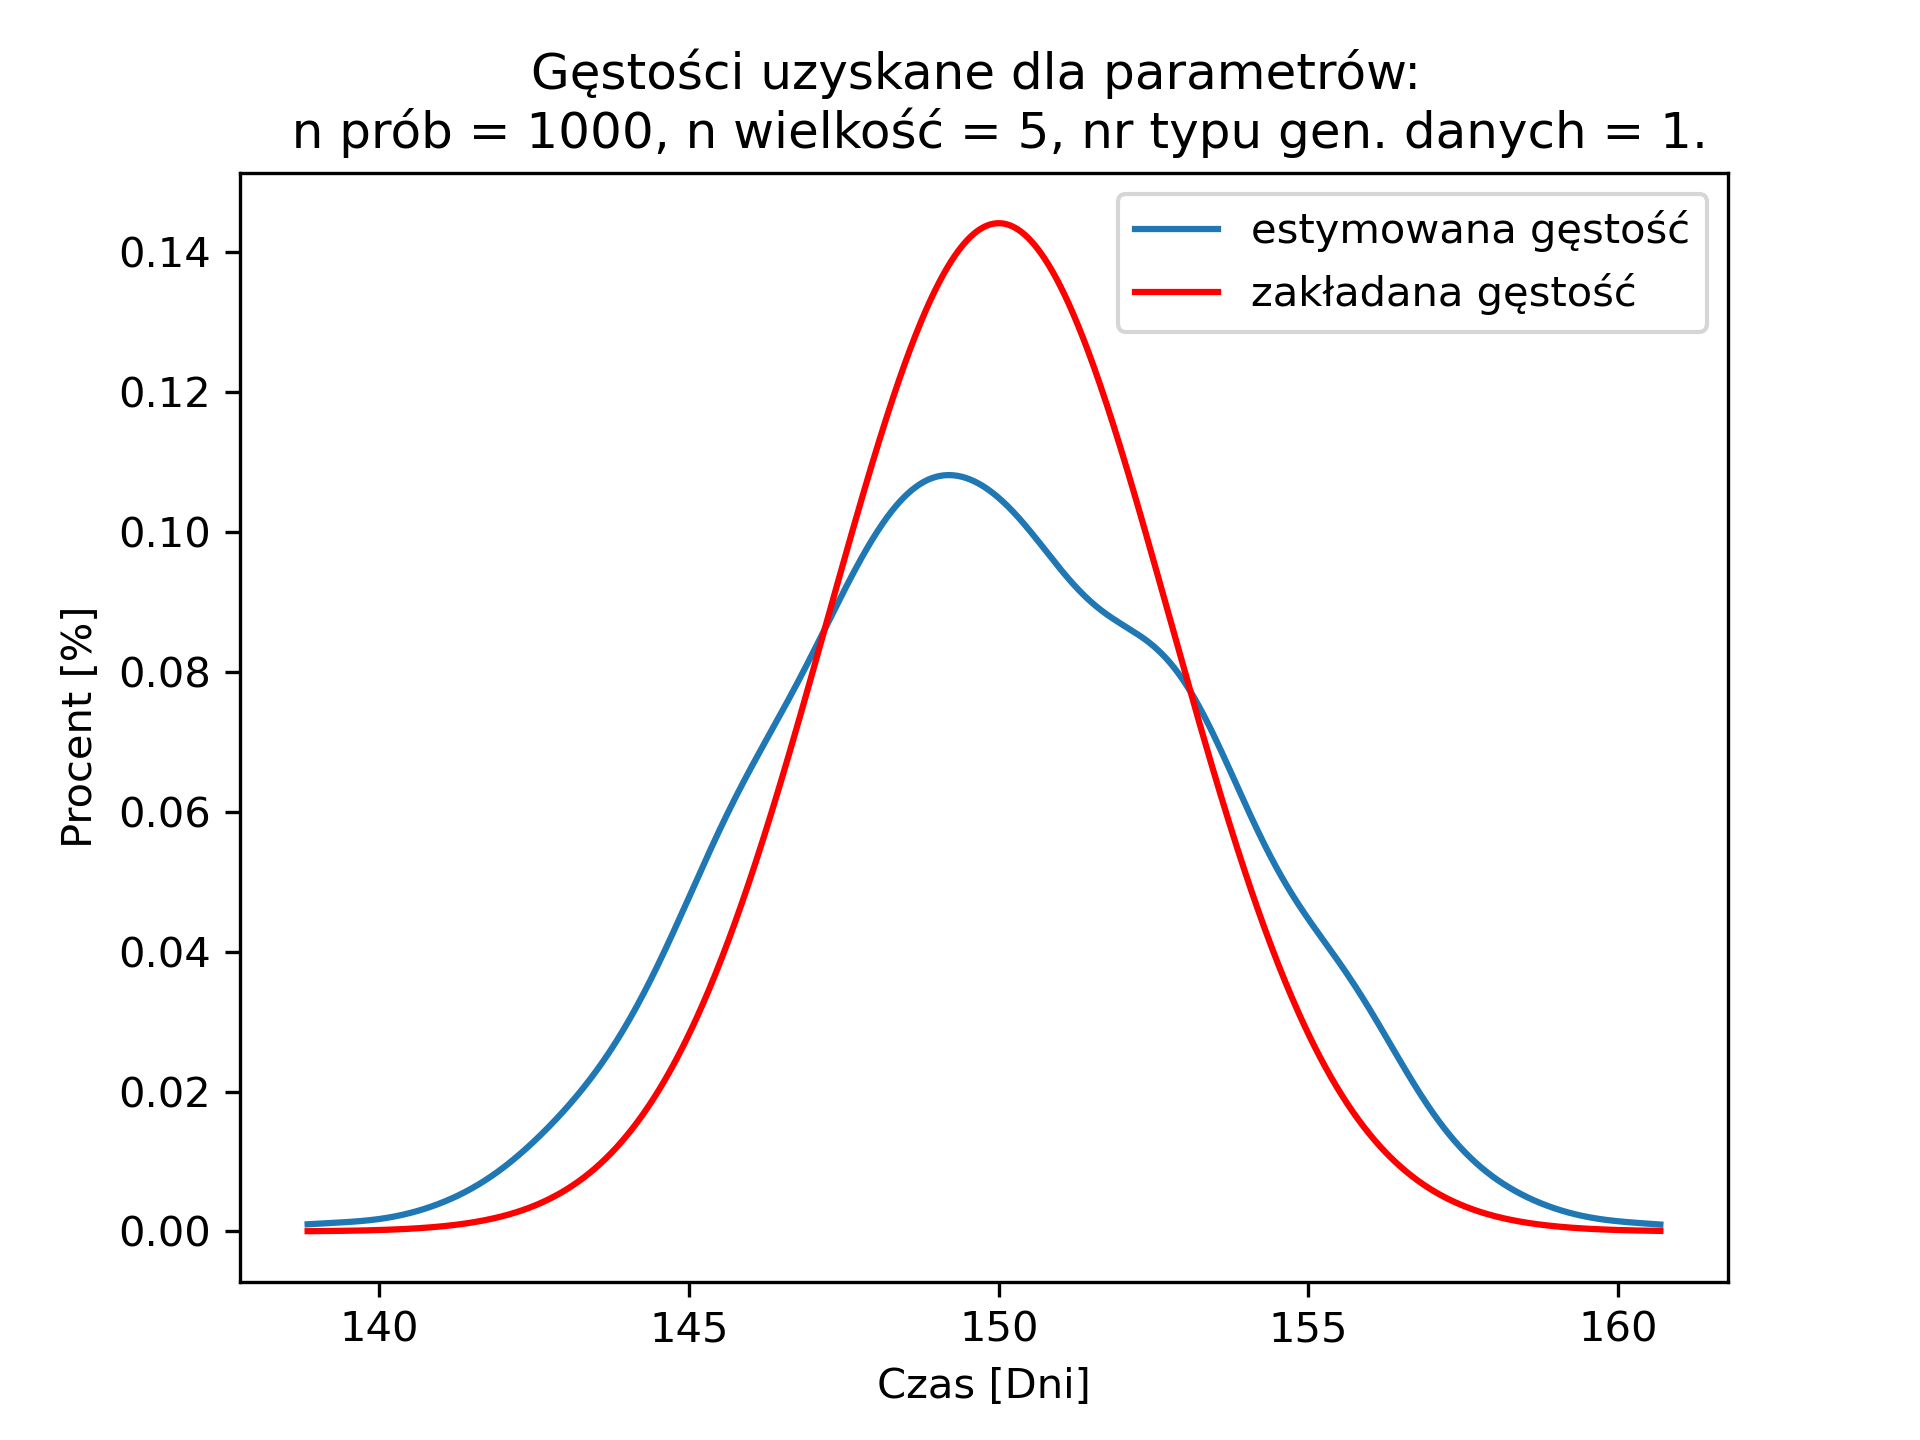 Gęstości uzyskane dla parametrów:
n prób = 1000, n wielkość = 5, nr typu gen. danych = 1.
estymowana gęstość
zakładana gęstość
0.14
0.12
0.10
0.08
0.06
0.04
0.02
0.00
Procent [%]
140
145
150
155
160
Czas [Dni]